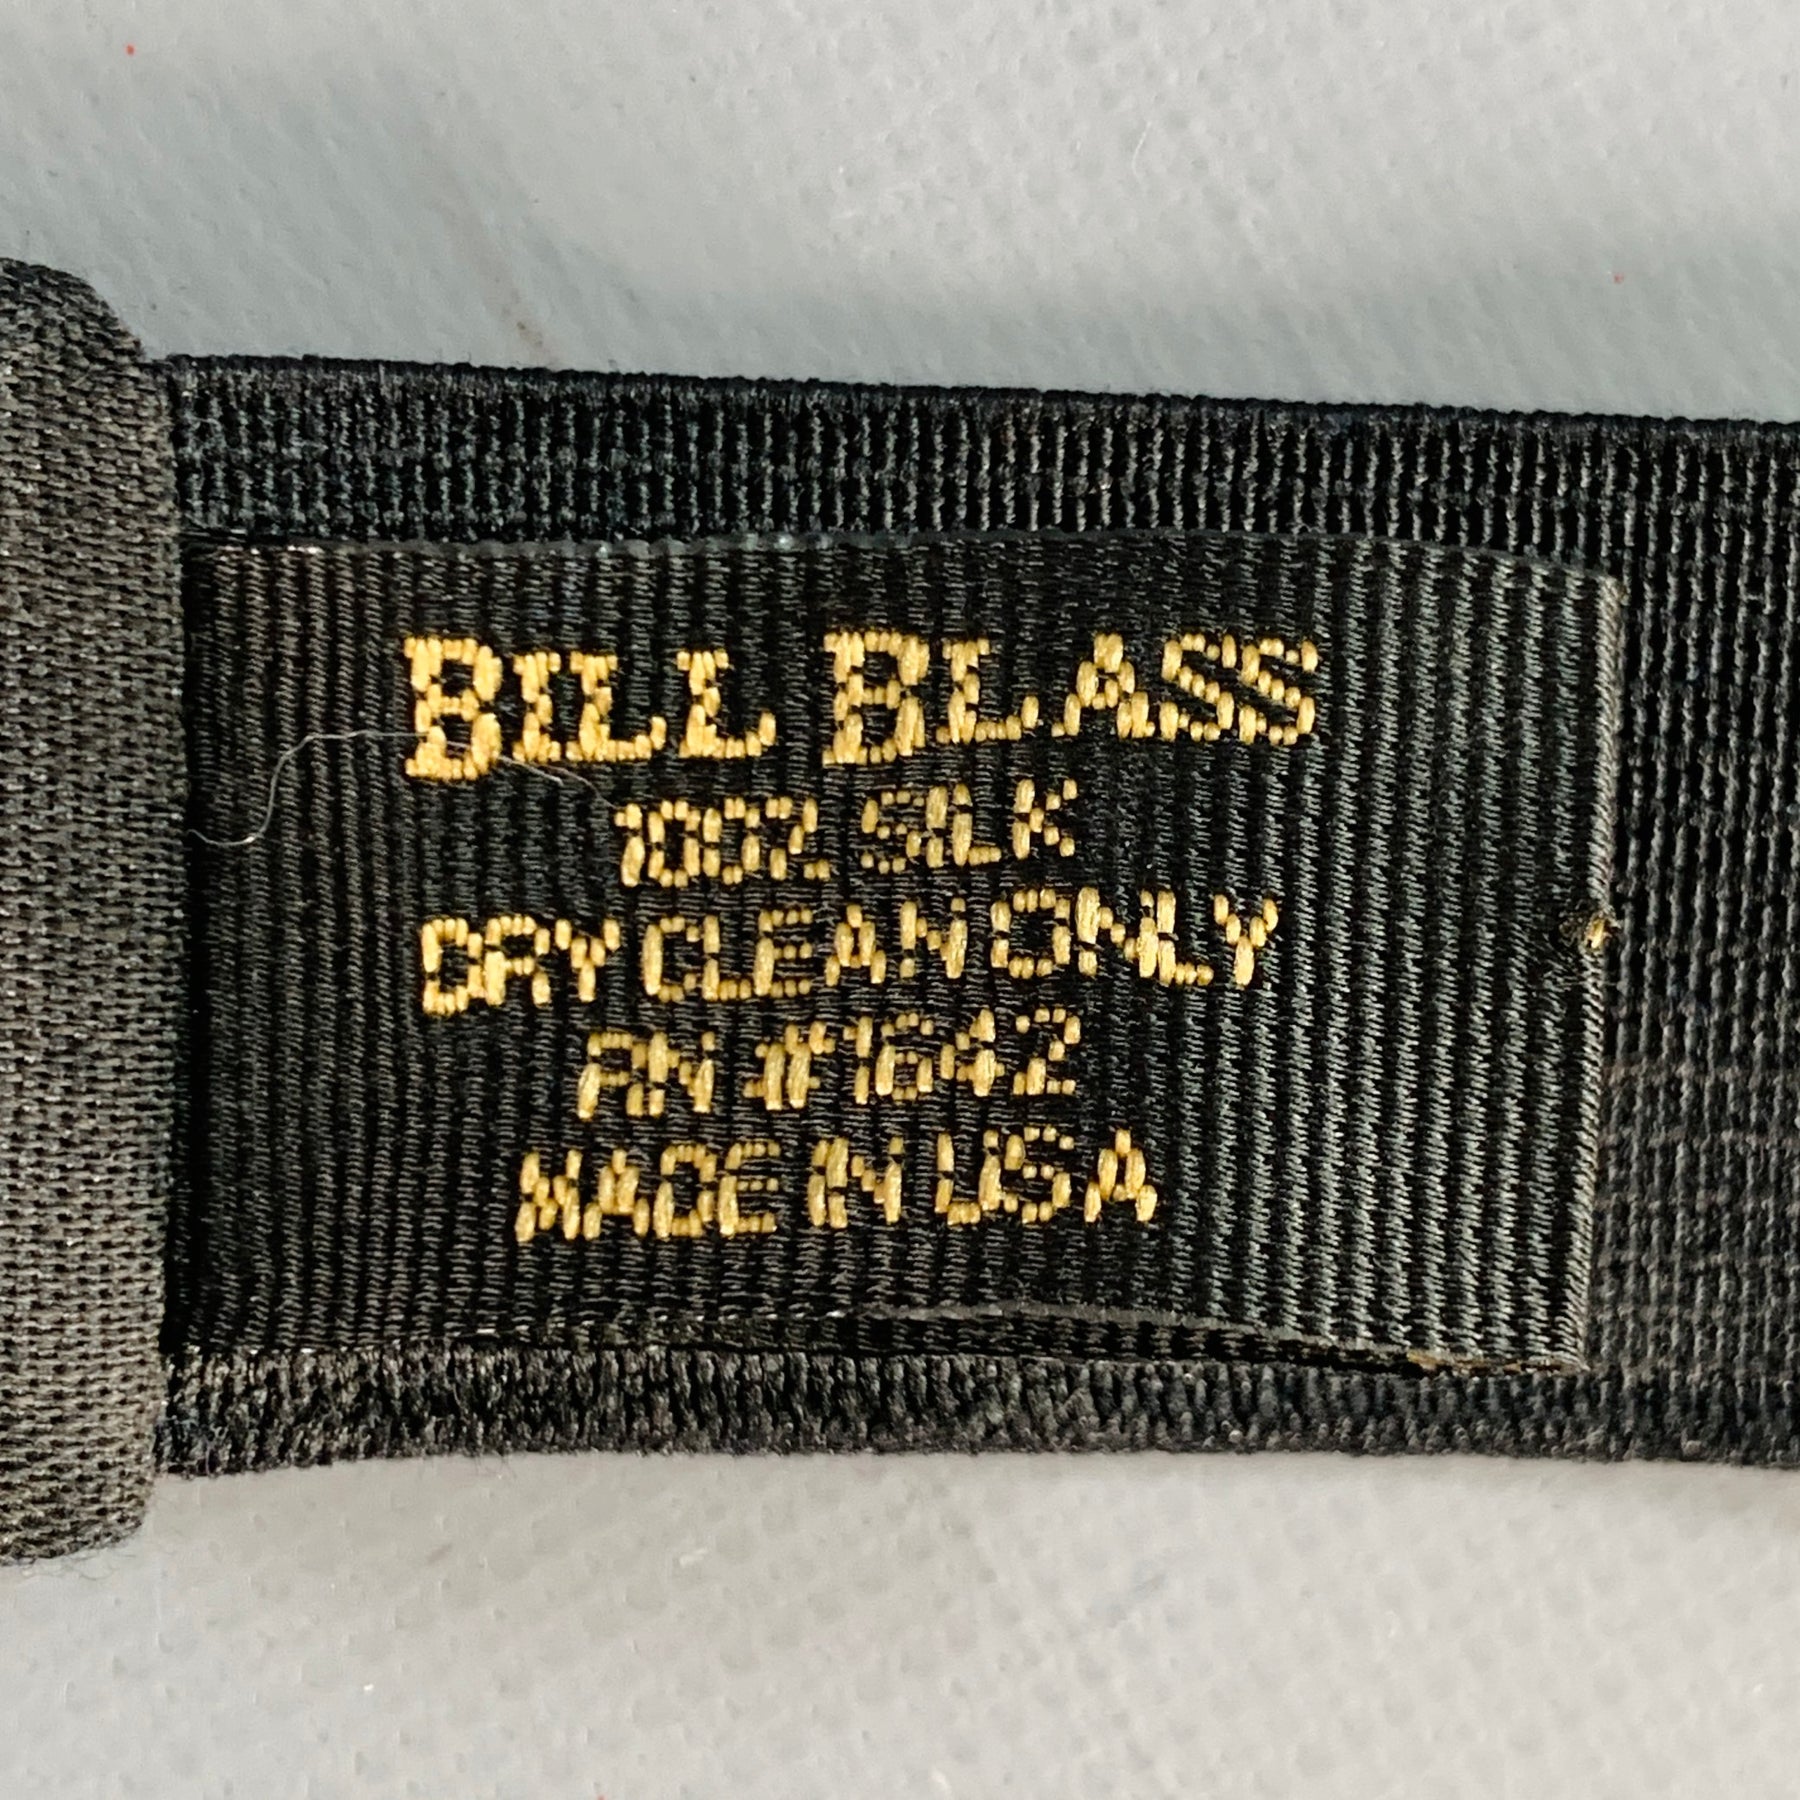 BILL BLASS
100% SILK
DRY CLEAN ONLY
RN #1642
MADE IN USA